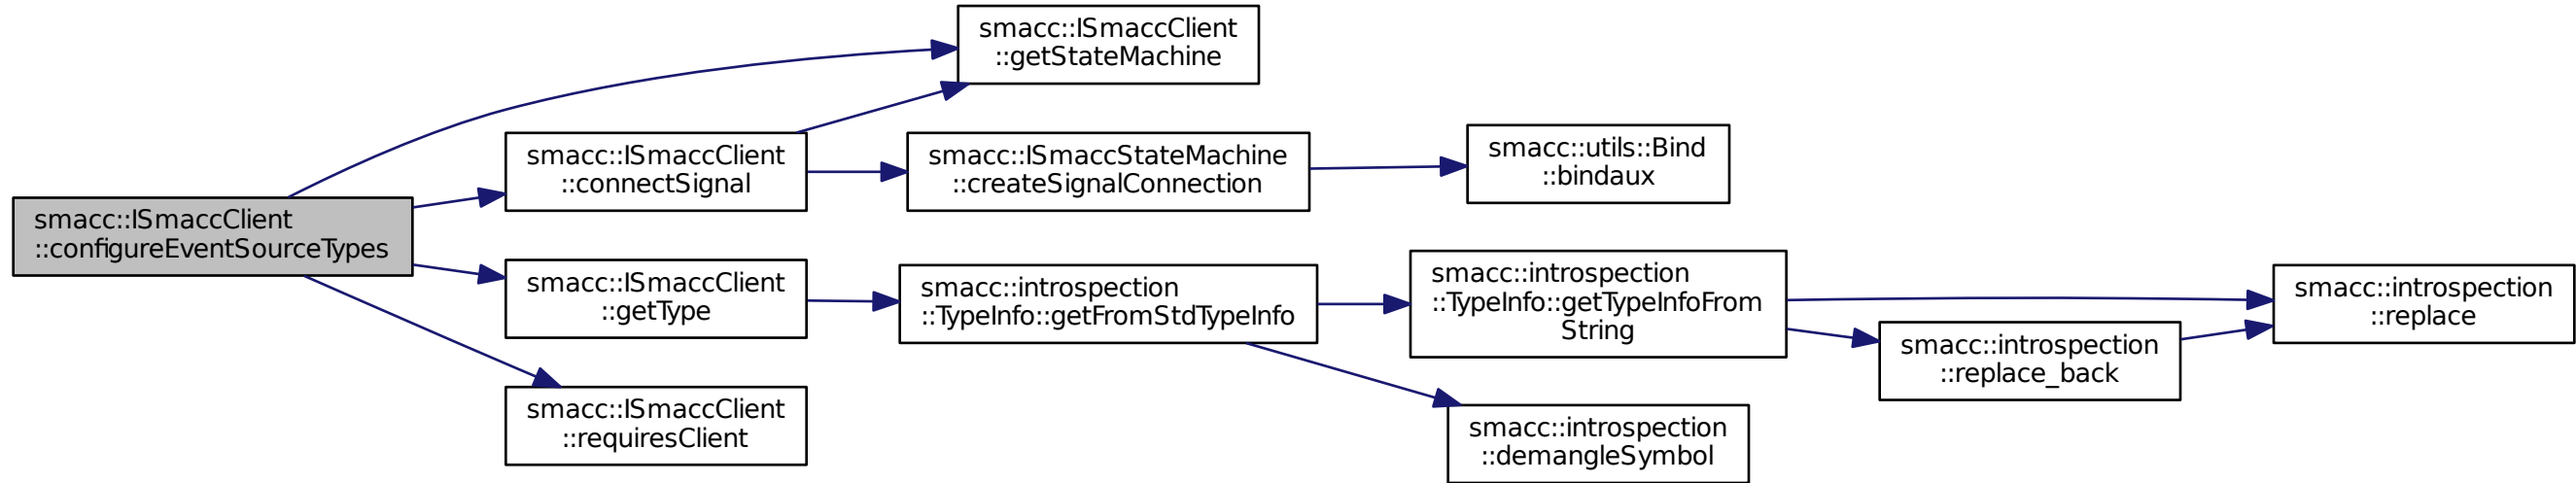 smacc::ISmaccClient
::configureEventSourceTypes
smacc::ISmaccClient
::getStateMachine
smacc::ISmaccClient
::connectSignal
smacc::ISmaccStateMachine
::createSignalConnection
smacc::utils::Bind
::bindaux
smacc::ISmaccClient
::getType
smacc::introspection
::TypeInfo::getFromStdTypeInfo
smacc::introspection
::TypeInfo::getTypeInfoFrom
String
smacc::introspection
::replace
smacc::introspection
::replace_back
smacc::introspection
::demangleSymbol
smacc::ISmaccClient
::requiresClient